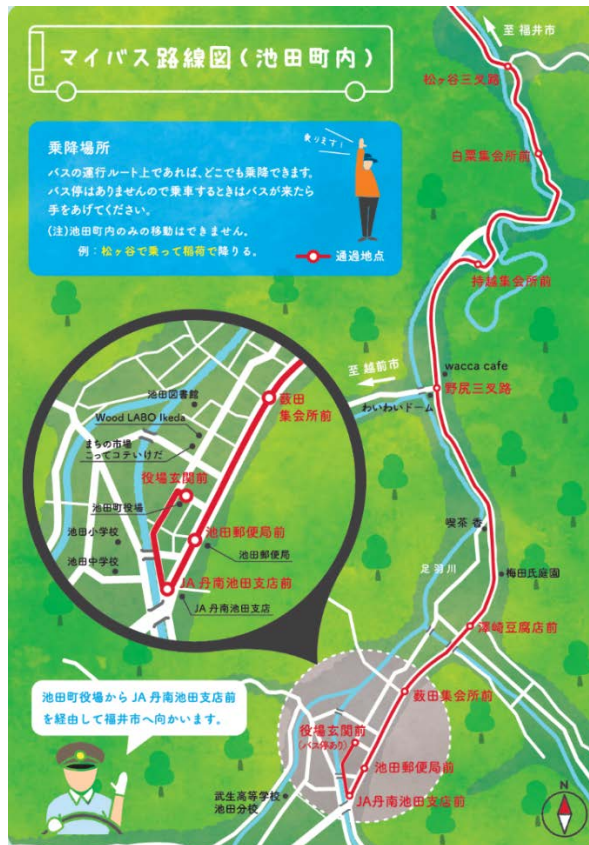 マイバス路線図(池田町内)
至 福井市
松ヶ谷三叉路
乗降場所
乗ります!
バスの運行ルート上であれば、どこでも乗降できます。
バス停はありませんので乗車するときはバスが来たら
手をあげてください。
(注)池田町内のみの移動はできません。
例:松ヶ谷で乗って稲荷で降りる。
通過地点
白粟集会所前
持越集会所前
至 越前市
wacca cafe
野尻三叉路
わいわいドーム
池田図書館
薮田
集会所前
Wood LABO Ikeda
まちの市場
こってコテいけだ
役場玄関前
池田町役場
池田小学校
池田郵便局前
池田郵便局
池田中学校
JA丹南池田支店前
JA丹南池田支店
喫茶 杏
足羽川
梅田氏庭園
澤崎豆腐店前
薮田集会所前
池田町役場から JA丹南池田支店前
を経由して福井市へ向かいます。
役場玄関前
(バス停あり)
池田郵便局前
JA丹南池田支店前
武生高等学校
池田分校
N